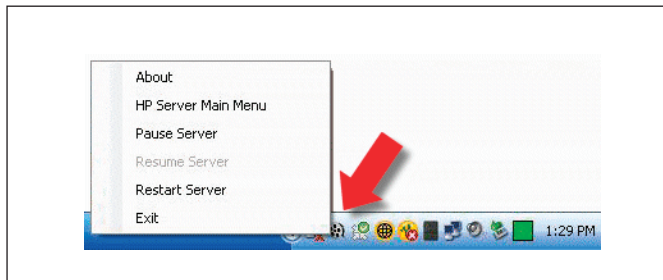 About
HP Server Main Menu
Pause Server
Resume Server
Restart Server
Exit
1:29 PM